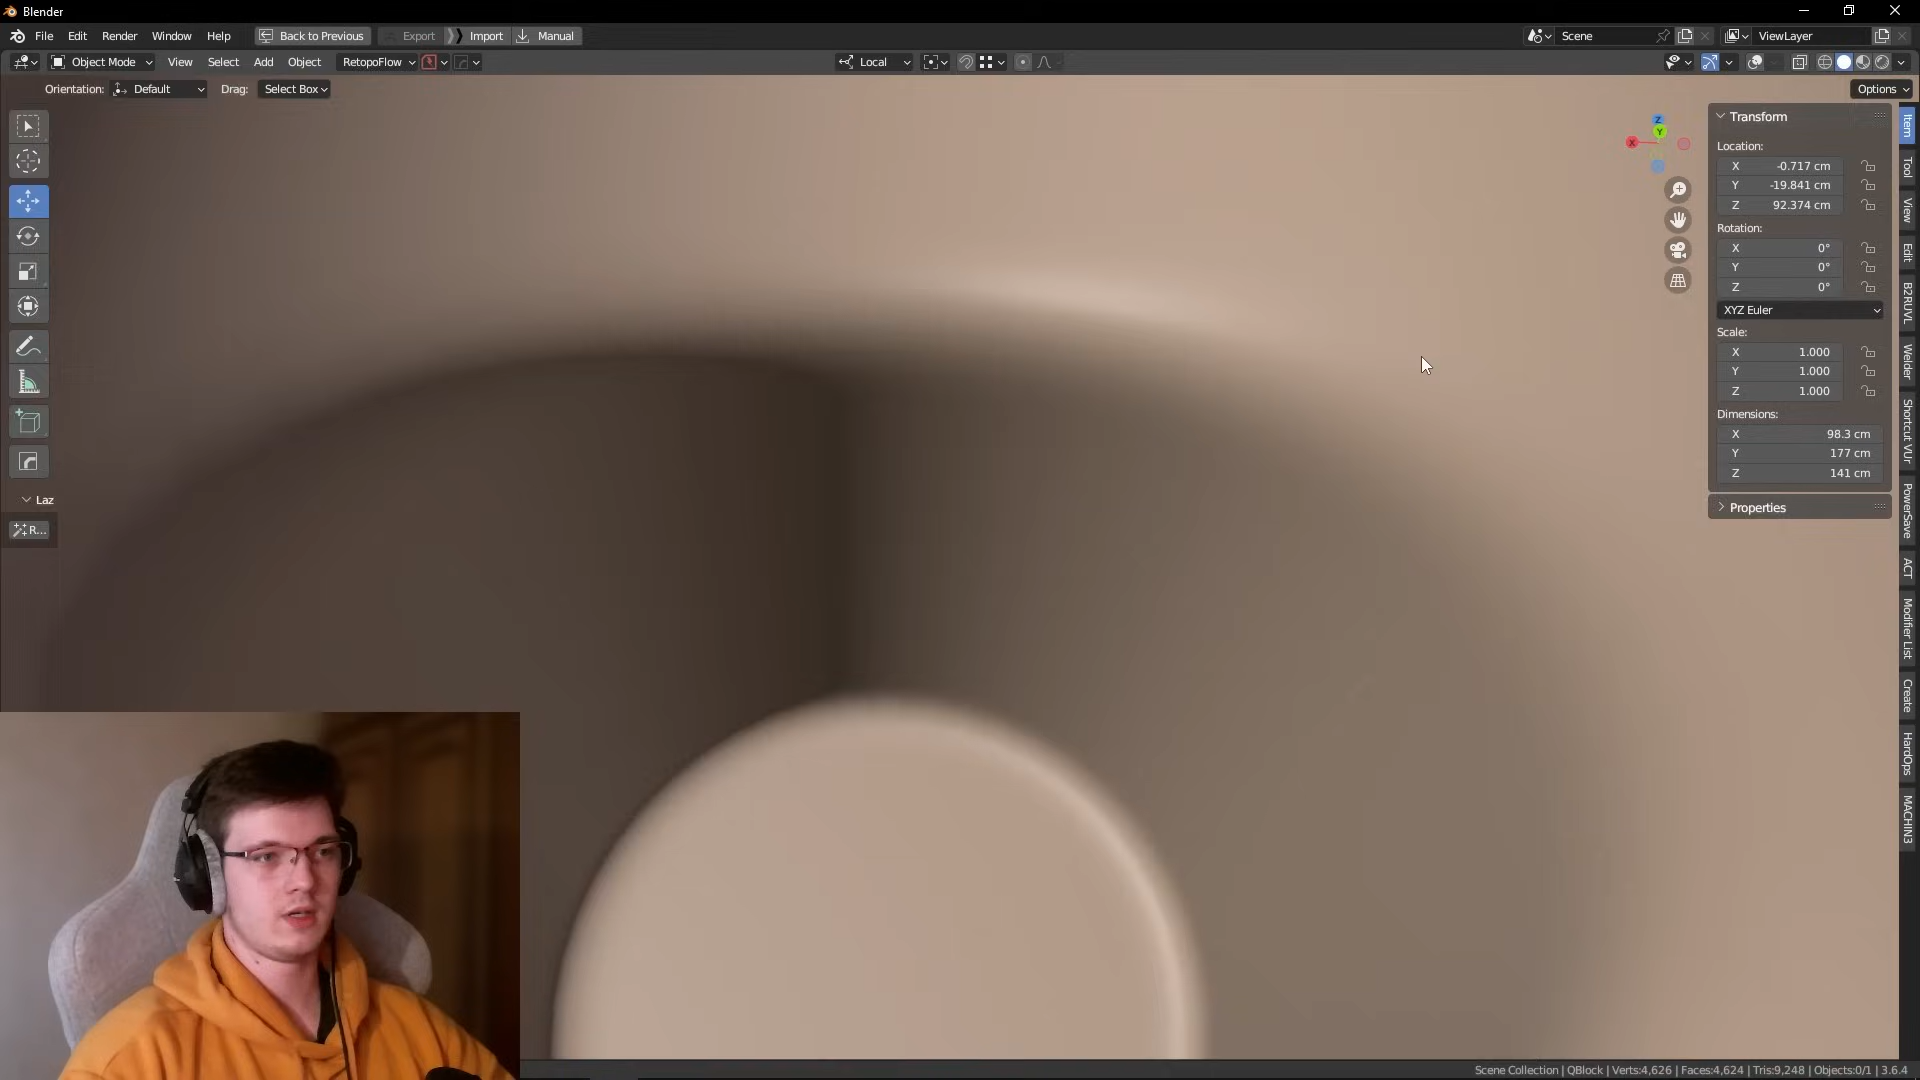 Blender
File Edit Render Window Help Back to Previous Export Import Manual Scene ViewLayer
Object Mode View Select Add Object RetopoFlow Local
Orientation: Default Drag: Select Box Options
Z
Y
X
Transform
Location:
X -0.717 cm
Y -19.841 cm
Z 92.374 cm
Rotation:
X 0°
Y 0°
Z 0°
XYZ Euler
Scale:
X 1.000
Y 1.000
Z 1.000
Dimensions:
X 98.3 cm
Y 177 cm
Z 141 cm
Properties
Item
Tool
View
Edit
B2RUVL
Welder
Shortcut VUr
PowerSave
ACT
Modifier List
Create
HardOps
MACHIN3
Laz
R...
Scene Collection | QBlock | Verts:4,626 | Faces:4,624 | Tris:9,248 | Objects:0/1 | 3.6.4